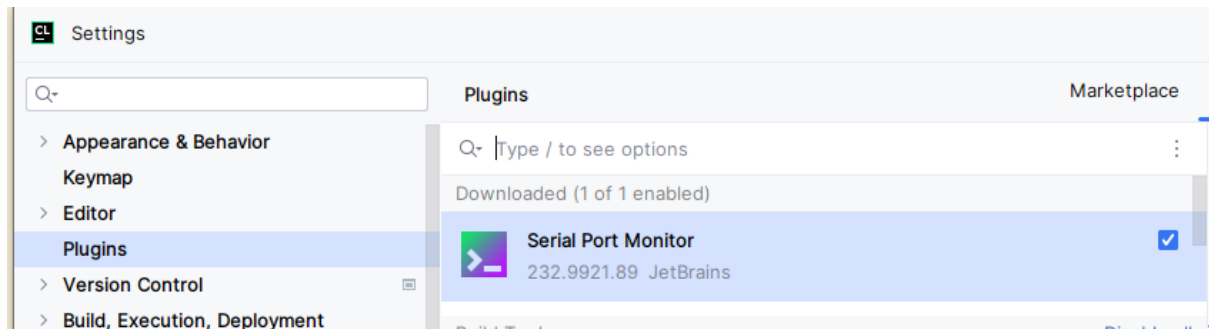 CL Settings
Plugins
Marketplace
Appearance & Behavior
Keymap
Editor
Plugins
Version Control
Build, Execution, Deployment
Type / to see options
Downloaded (1 of 1 enabled)
Serial Port Monitor
232.9921.89 JetBrains